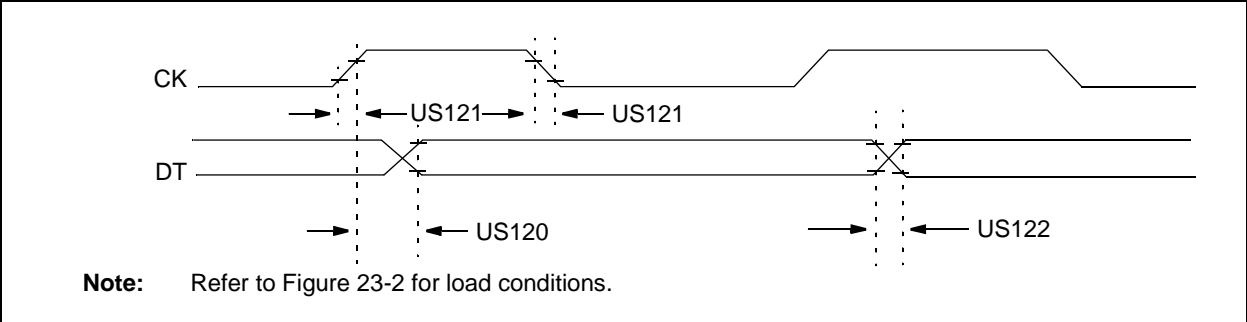 CK
US121 US121
DT
US120 US122
Note: Refer to Figure 23-2 for load conditions.